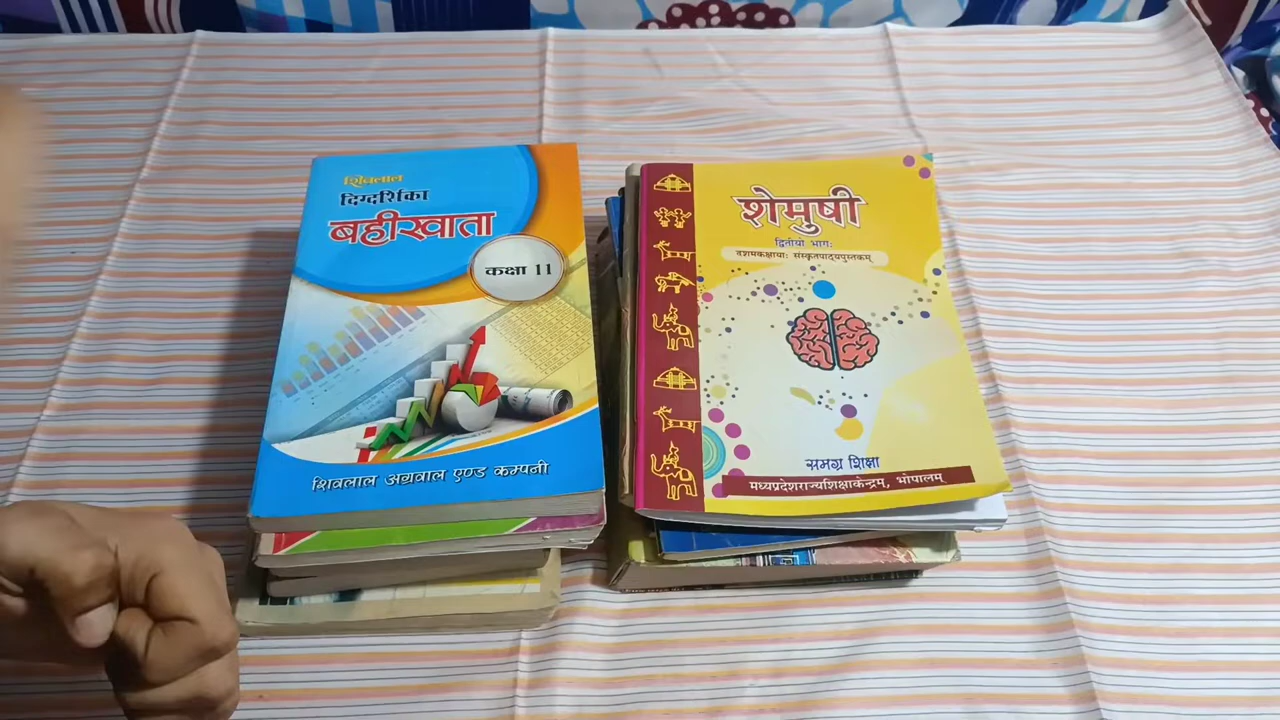 शिवलाल
दिग्दर्शिका
बहीखाता
कक्षा 11
शिवलाल अग्रवाल एण्ड कम्पनी
शेमुषी
द्वितीयो भागः
दशमकक्षायाः संस्कृतपाठ्यपुस्तकम्
समग्र शिक्षा
मध्यप्रदेशराज्यशिक्षाकेन्द्रम्, भोपालम्